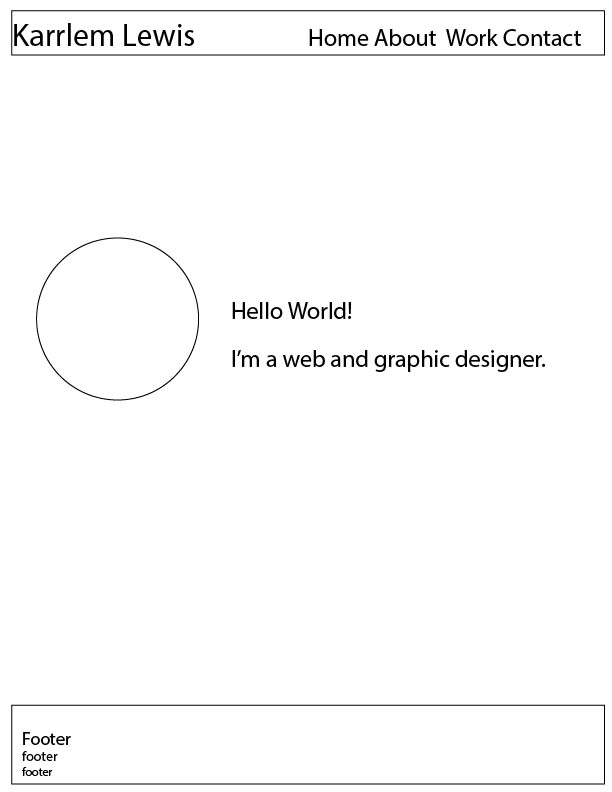 Karrlem Lewis
Home About Work Contact
Hello World!
I’m a web and graphic designer.
Footer
footer
footer